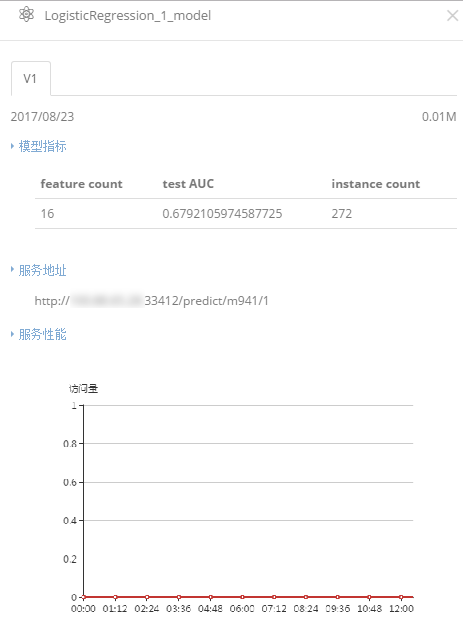 LogisticRegression_1_model
V1
2017/08/23 0.01M
模型指标
feature count test AUC instance count
16 0.6792105974587725 272
服务地址
http:// 33412/predict/m941/1
服务性能
访问量
1
0.8
0.6
0.4
0.2
0
00:00 01:12 02:24 03:36 04:48 06:00 07:12 08:24 09:36 10:48 12:00